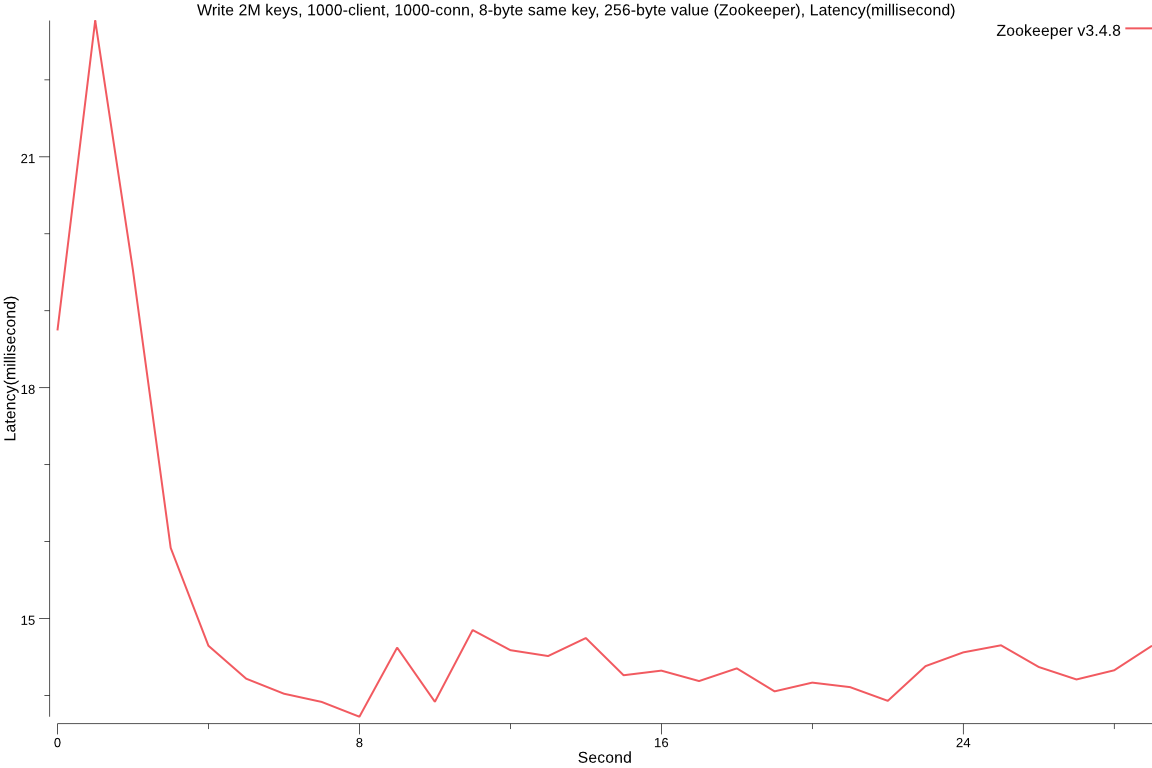 Write 2M keys, 1000-client, 1000-conn, 8-byte same key, 256-byte value (Zookeeper), Latency(millisecond)
Zookeeper v3.4.8
21
18
15
Latency(millisecond)
0 8 16 24
Second